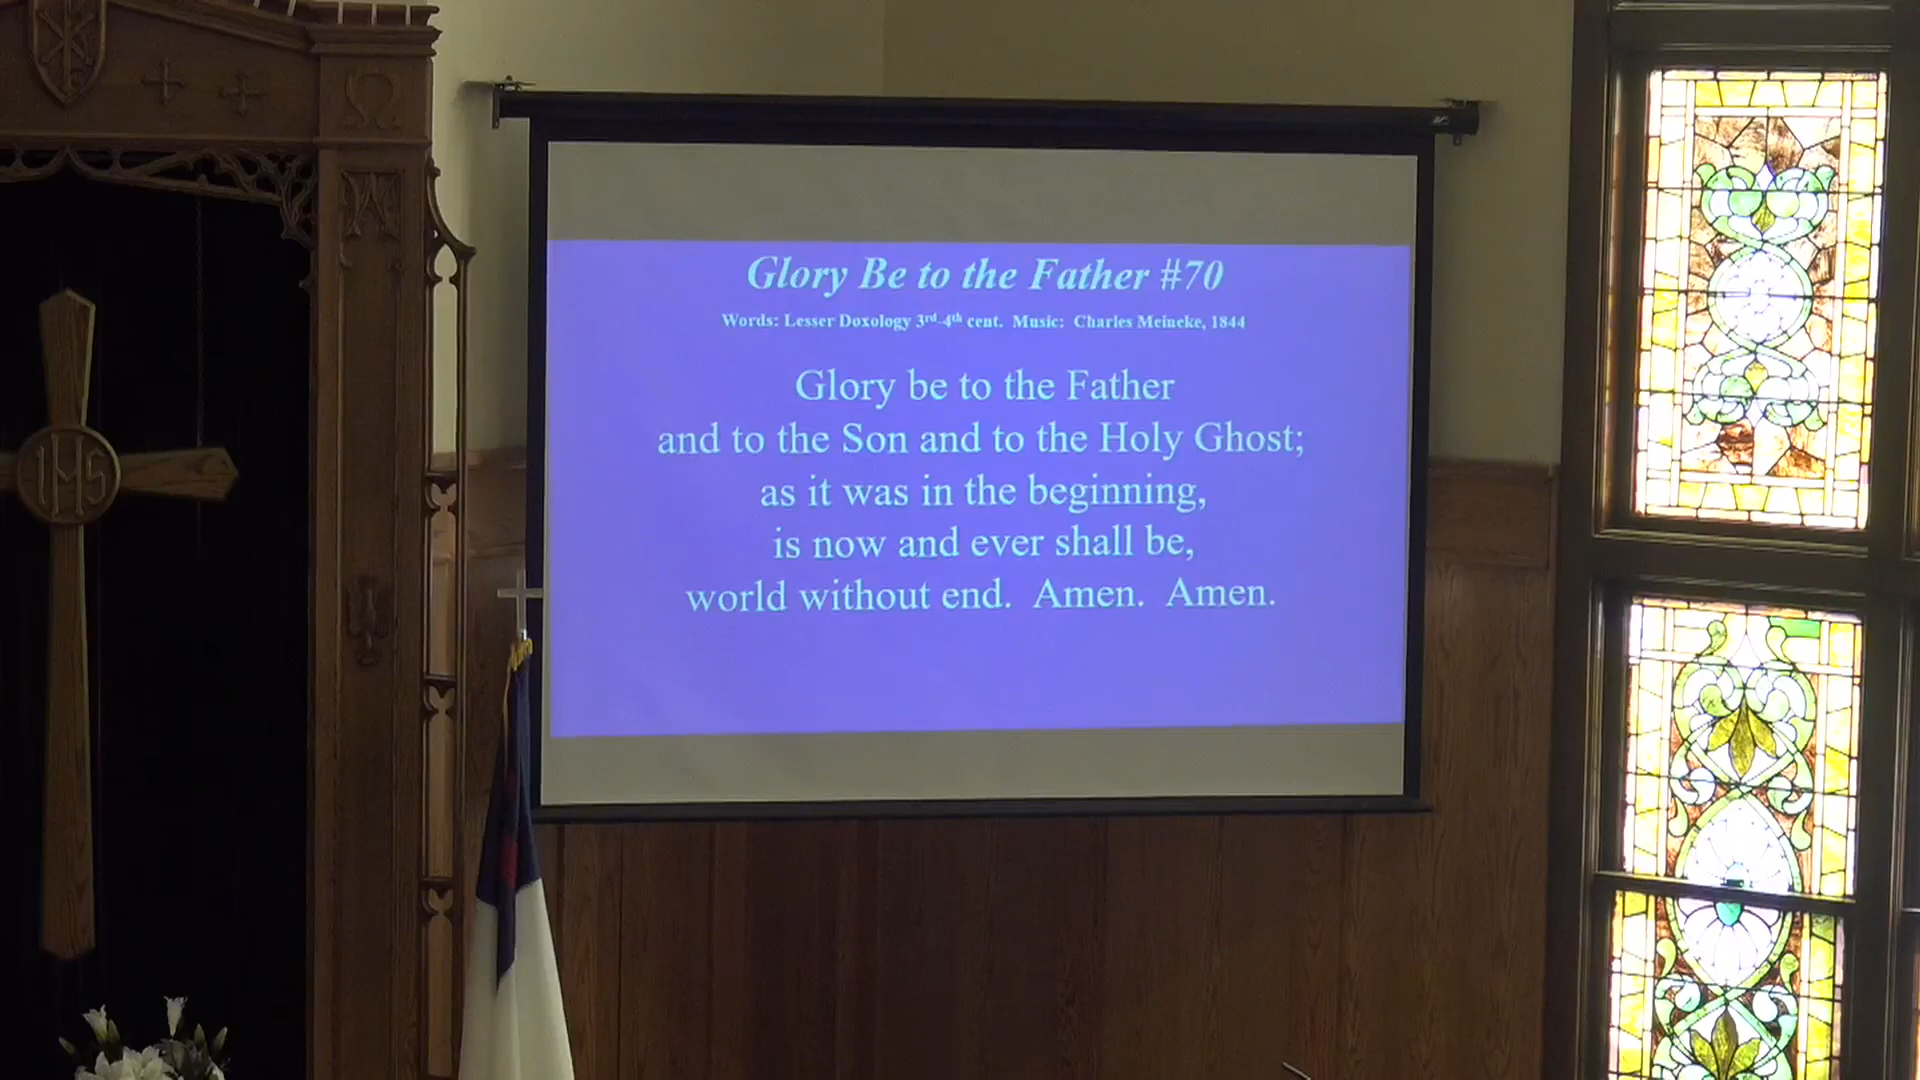 Glory Be to the Father #70
Words: Lesser Doxology 3rd-4th cent. Music: Charles Meineke, 1844
Glory be to the Father
and to the Son and to the Holy Ghost;
as it was in the beginning,
is now and ever shall be,
world without end. Amen. Amen.
IHS
Ω